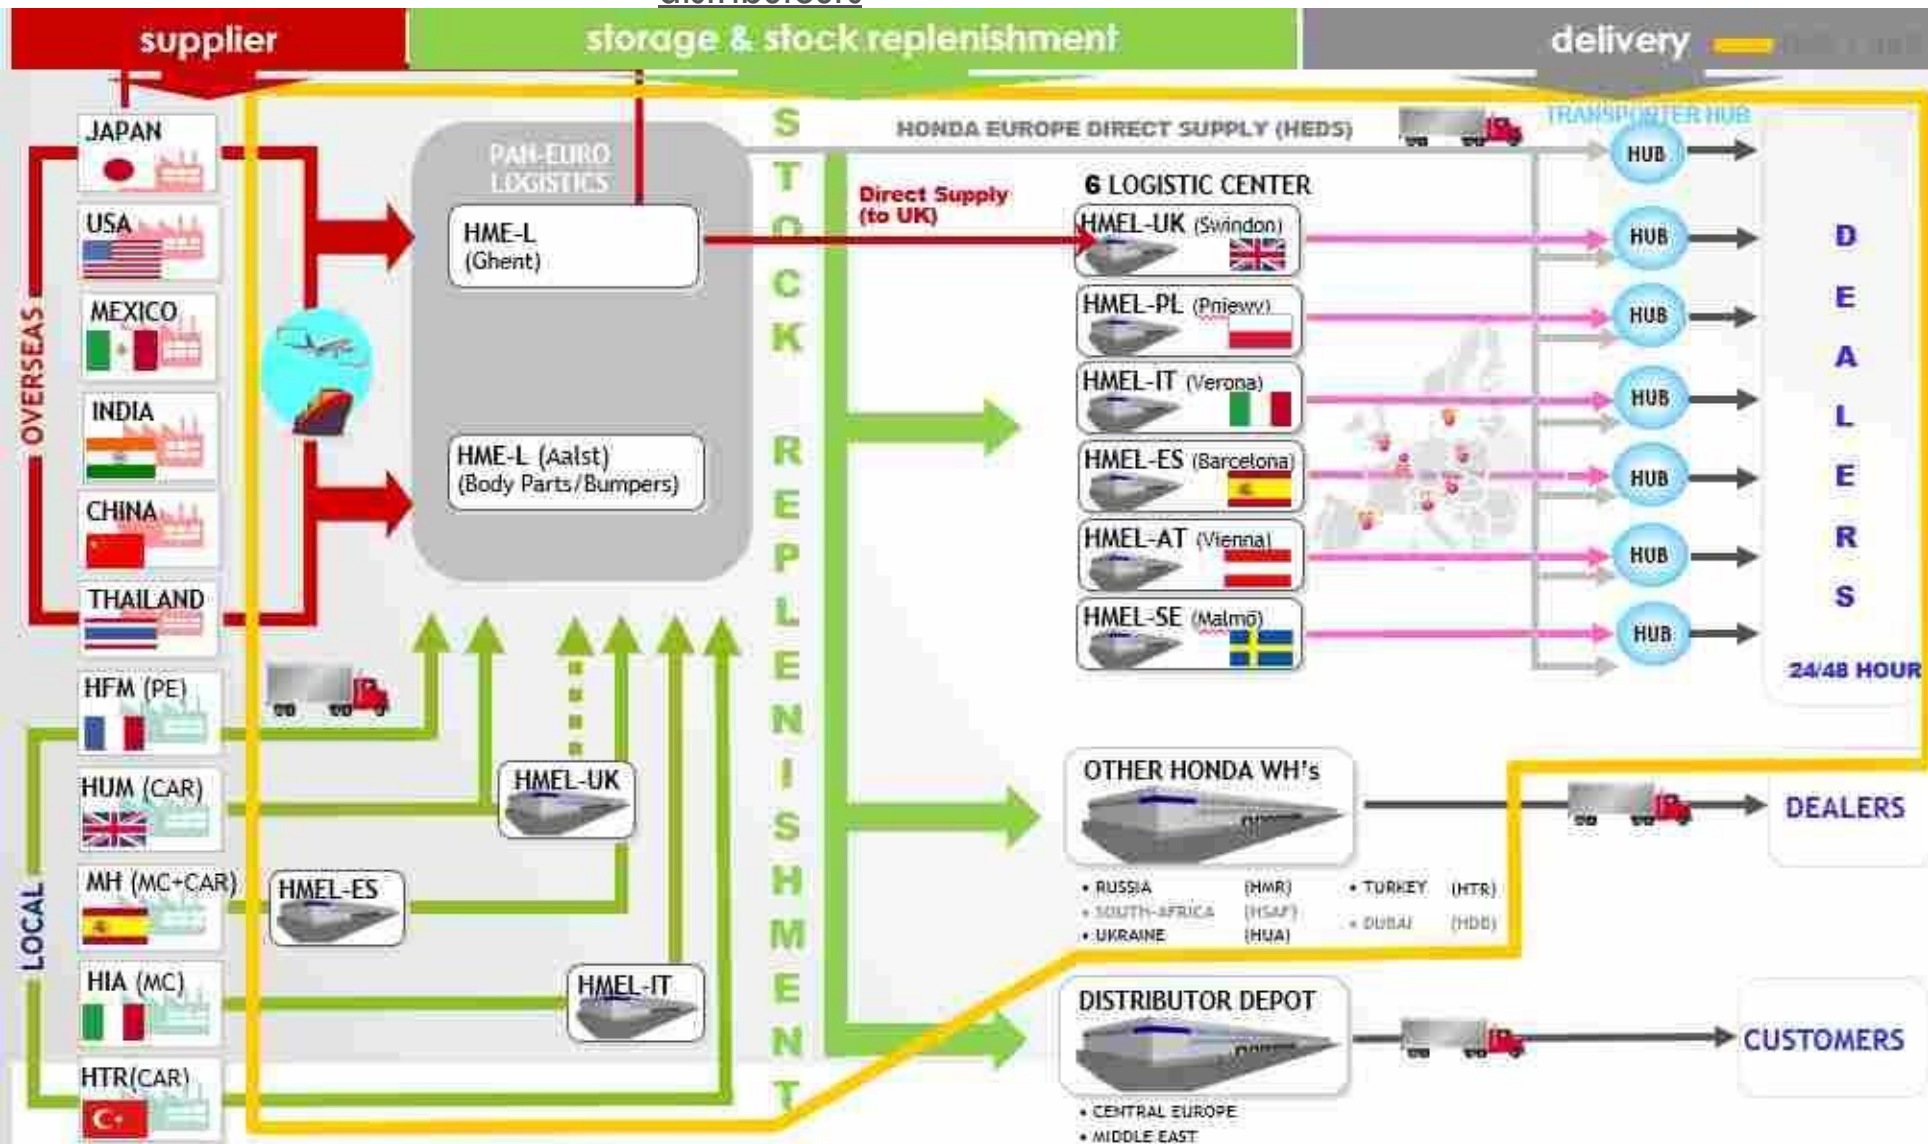 supplier
storage & stock replenishment
delivery
JAPAN
USA
MEXICO
INDIA
CHINA
THAILAND
OVERSEAS
HFM (PE)
HUM (CAR)
MH (MC+CAR)
HIA (MC)
HTR(CAR)
LOCAL
PAN-EURO
LOGISTICS
HME-L
(Ghent)
HME-L (Aalst)
(Body Parts/Bumpers)
HMEL-UK
HMEL-ES
HMEL-IT
STOCK REPLENISHMENT
HONDA EUROPE DIRECT SUPPLY (HEDS)
Direct Supply
(to UK)
6 LOGISTIC CENTER
HMEL-UK (Swindon)
HMEL-PL (Pniewy)
HMEL-IT (Verona)
HMEL-ES (Barcelona)
HMEL-AT (Vienna)
HMEL-SE (Malmö)
TRANSPORTER HUB
HUB
HUB
HUB
HUB
HUB
HUB
HUB
DEALERS
24/48 HOUR
OTHER HONDA WH's
• RUSSIA (HMR) • TURKEY (HTR)
• SOUTH-AFRICA (HSAF) • DUBAI (HDB)
• UKRAINE (HUA)
DEALERS
DISTRIBUTOR DEPOT
• CENTRAL EUROPE
• MIDDLE EAST
CUSTOMERS